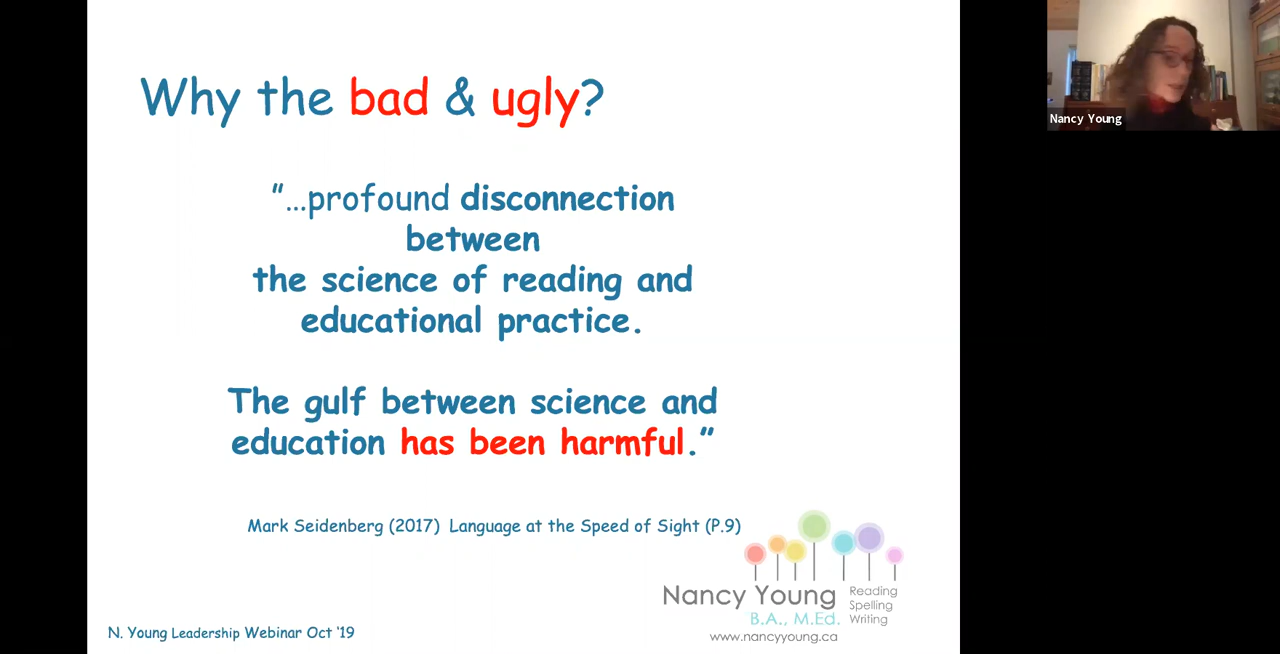 Why the bad & ugly?
"…profound disconnection
between
the science of reading and
educational practice.
The gulf between science and
education has been harmful."
Mark Seidenberg (2017) Language at the Speed of Sight (P.9)
Nancy Young
B.A., M.Ed.
Reading
Spelling
Writing
www.nancyyoung.ca
N. Young Leadership Webinar Oct '19
Nancy Young